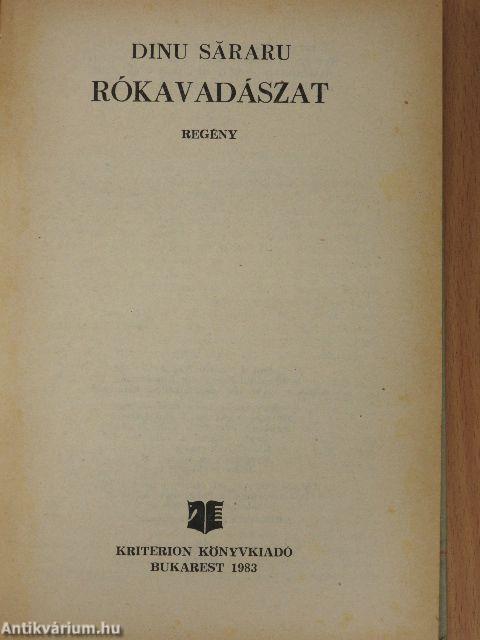 DINU SĂRARU
RÓKAVADÁSZAT
REGÉNY
KRITERION KÖNYVKIADÓ
BUKAREST 1983
Antikvárium.hu